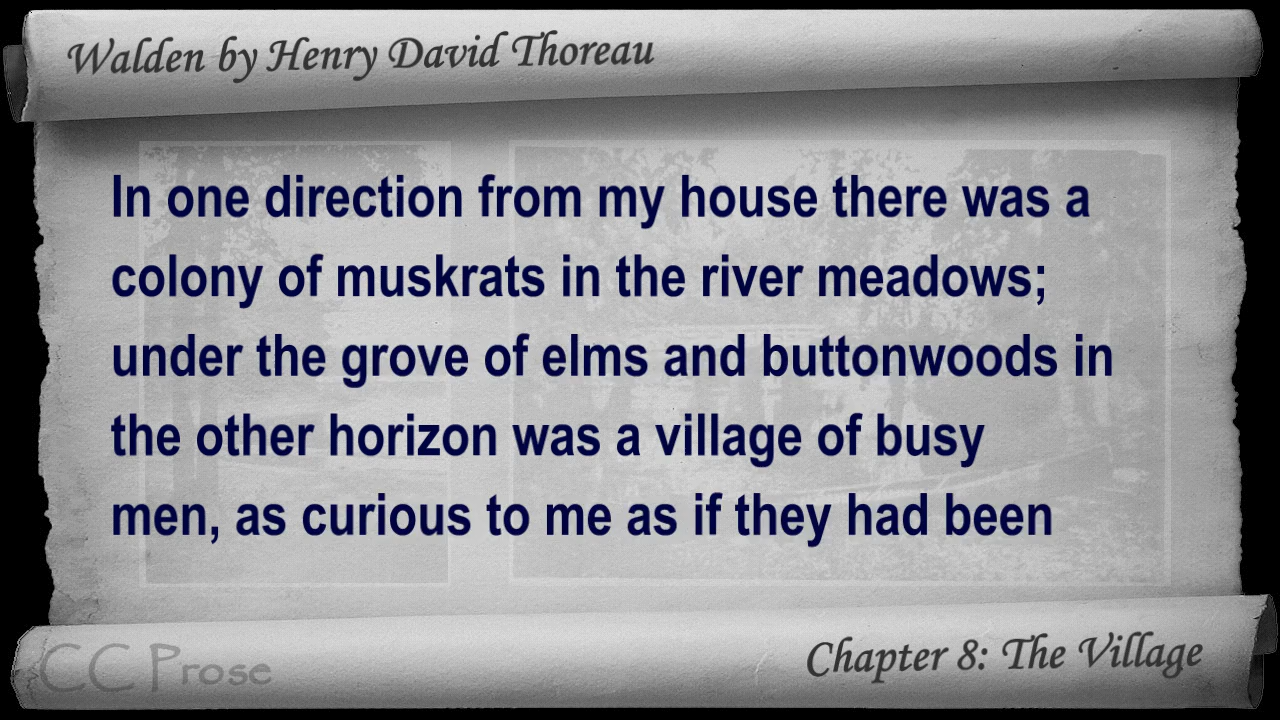 Walden by Henry David Thoreau
In one direction from my house there was a
colony of muskrats in the river meadows;
under the grove of elms and buttonwoods in
the other horizon was a village of busy
men, as curious to me as if they had been
CC Prose
Chapter 8: The Village